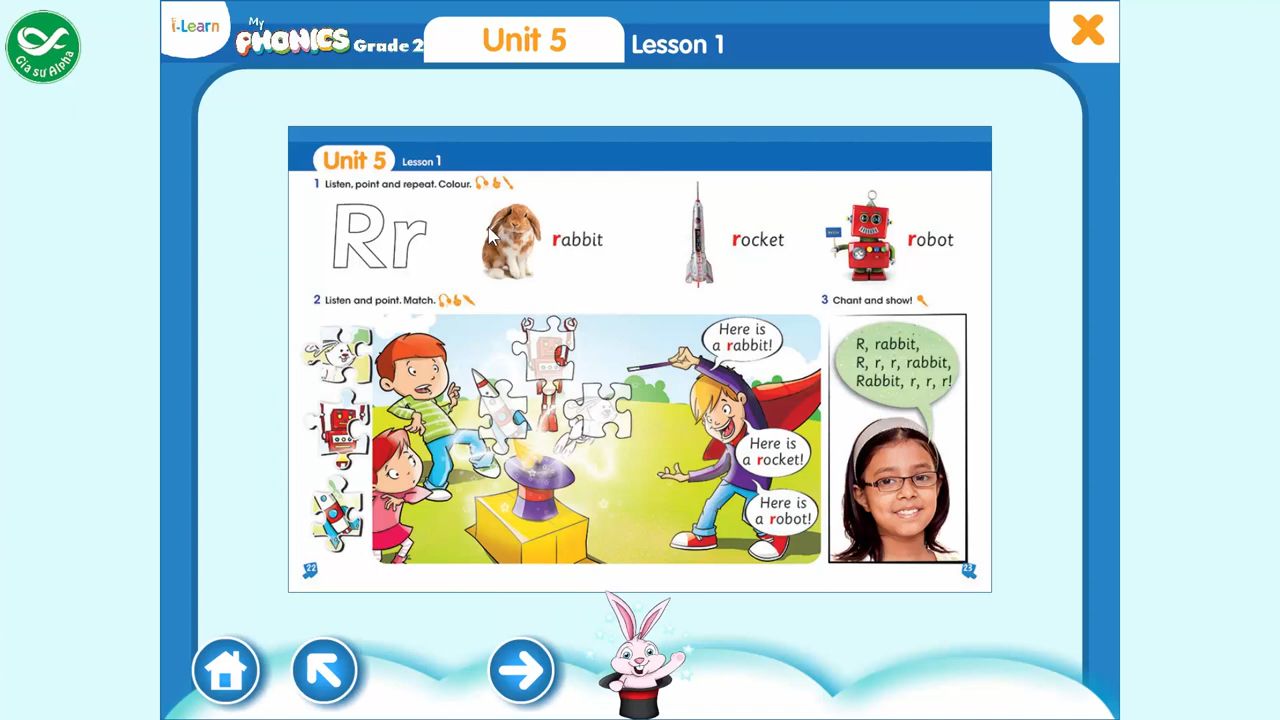 Gia sư Alpha
i-Learn
My
PHONICS Grade 2
Unit 5
Lesson 1
Unit 5 Lesson 1
1 Listen, point and repeat. Colour.
Rr
rabbit
rocket
robot
2 Listen and point. Match.
Here is
a rabbit!
Here is
a rocket!
Here is
a robot!
3 Chant and show!
R, rabbit,
R, r, r, rabbit,
Rabbit, r, r, r!
22
23